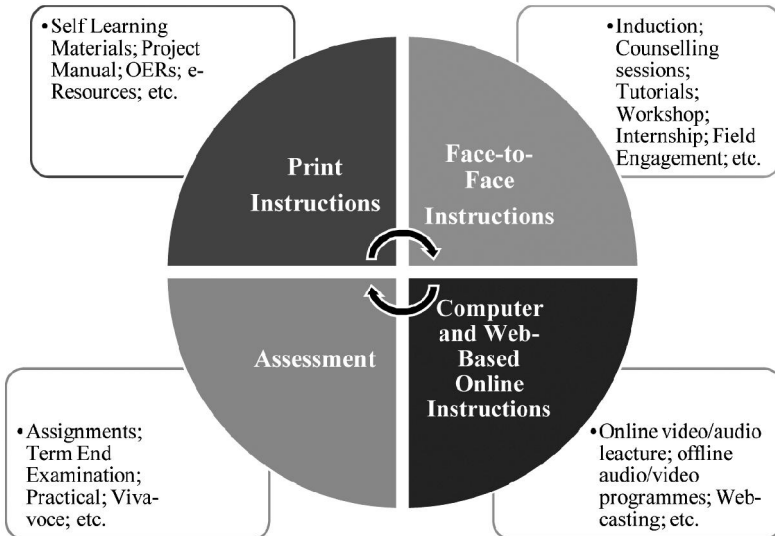 •Self Learning
Materials; Project
Manual; OERs; e-
Resources; etc.
•Induction;
Counselling
sessions;
Tutorials;
Workshop;
Internship; Field
Engagement; etc.
Print
Instructions
Face-to-
Face
Instructions
Assessment
Computer
and Web-
Based
Online
Instructions
•Assignments;
Term End
Examination;
Practical; Viva-
voce; etc.
•Online video/audio
leacture; offline
audio/video
programmes; Web-
casting; etc.